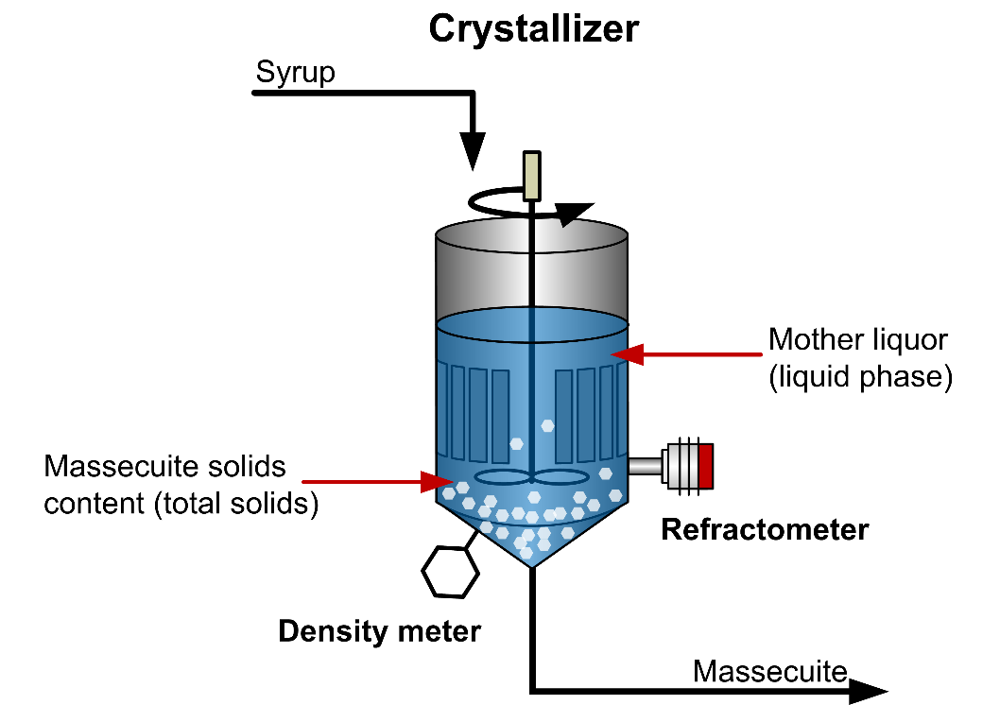 Crystallizer
Syrup
Mother liquor
(liquid phase)
Massecuite solids
content (total solids)
Refractometer
Density meter
Massecuite